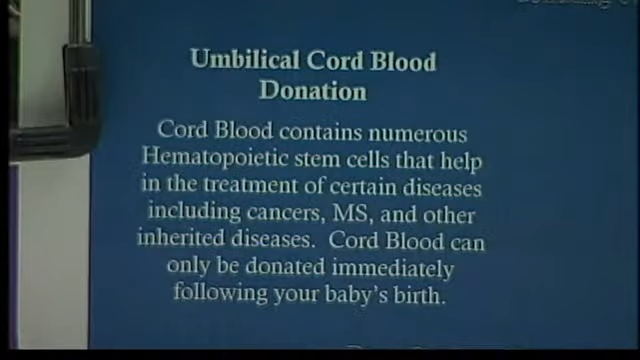 Umbilical Cord Blood
Donation
Cord Blood contains numerous
Hematopoietic stem cells that help
in the treatment of certain diseases
including cancers, MS, and other
inherited diseases.  Cord Blood can
only be donated immediately
following your baby's birth.